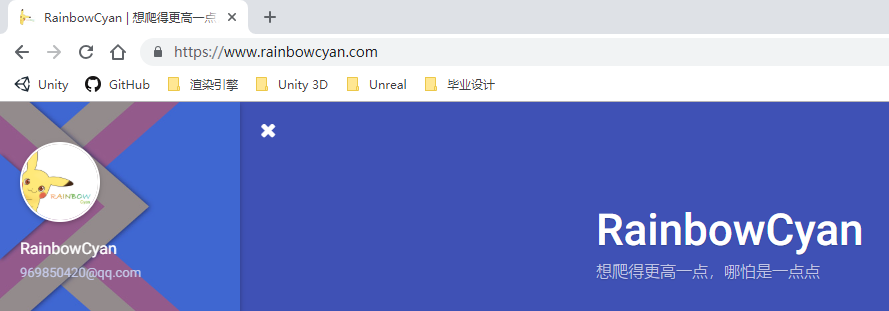 RainbowCyan | 想爬得更高一点
https://www.rainbowcyan.com
Unity GitHub 渲染引擎 Unity 3D Unreal 毕业设计
RAINBOW
RainbowCyan
969850420@qq.com
RainbowCyan
想爬得更高一点，哪怕是一点点